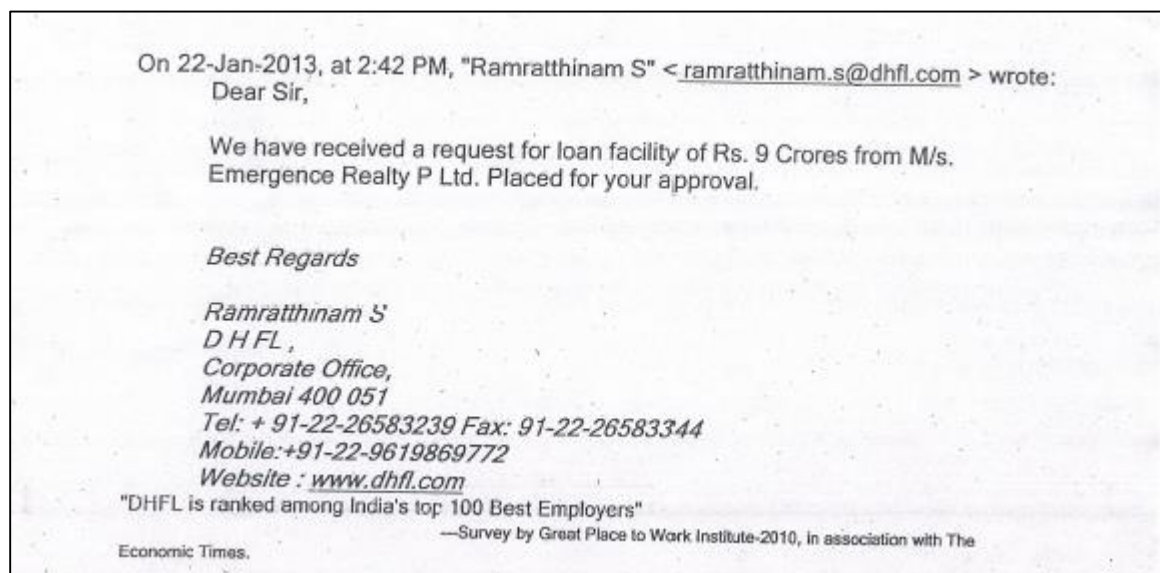 On 22-Jan-2013, at 2:42 PM, "Ramratthinam S" < ramratthinam.s@dhfl.com > wrote:
Dear Sir,
We have received a request for loan facility of Rs. 9 Crores from M/s.
Emergence Realty P Ltd. Placed for your approval.
Best Regards
Ramratthinam S
D H FL ,
Corporate Office,
Mumbai 400 051
Tel: + 91-22-26583239 Fax: 91-22-26583344
Mobile:+91-22-9619869772
Website : www.dhfl.com
"DHFL is ranked among India's top 100 Best Employers"
---Survey by Great Place to Work Institute-2010, in association with The
Economic Times.